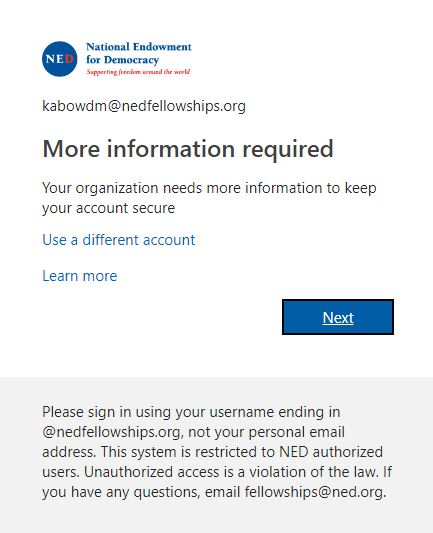 NED
National Endowment
for Democracy
Supporting freedom around the world
kabowdm@nedfellowships.org
More information required
Your organization needs more information to keep
your account secure
Use a different account
Learn more
Next
Please sign in using your username ending in
@nedfellowships.org, not your personal email
address. This system is restricted to NED authorized
users. Unauthorized access is a violation of the law. If
you have any questions, email fellowships@ned.org.